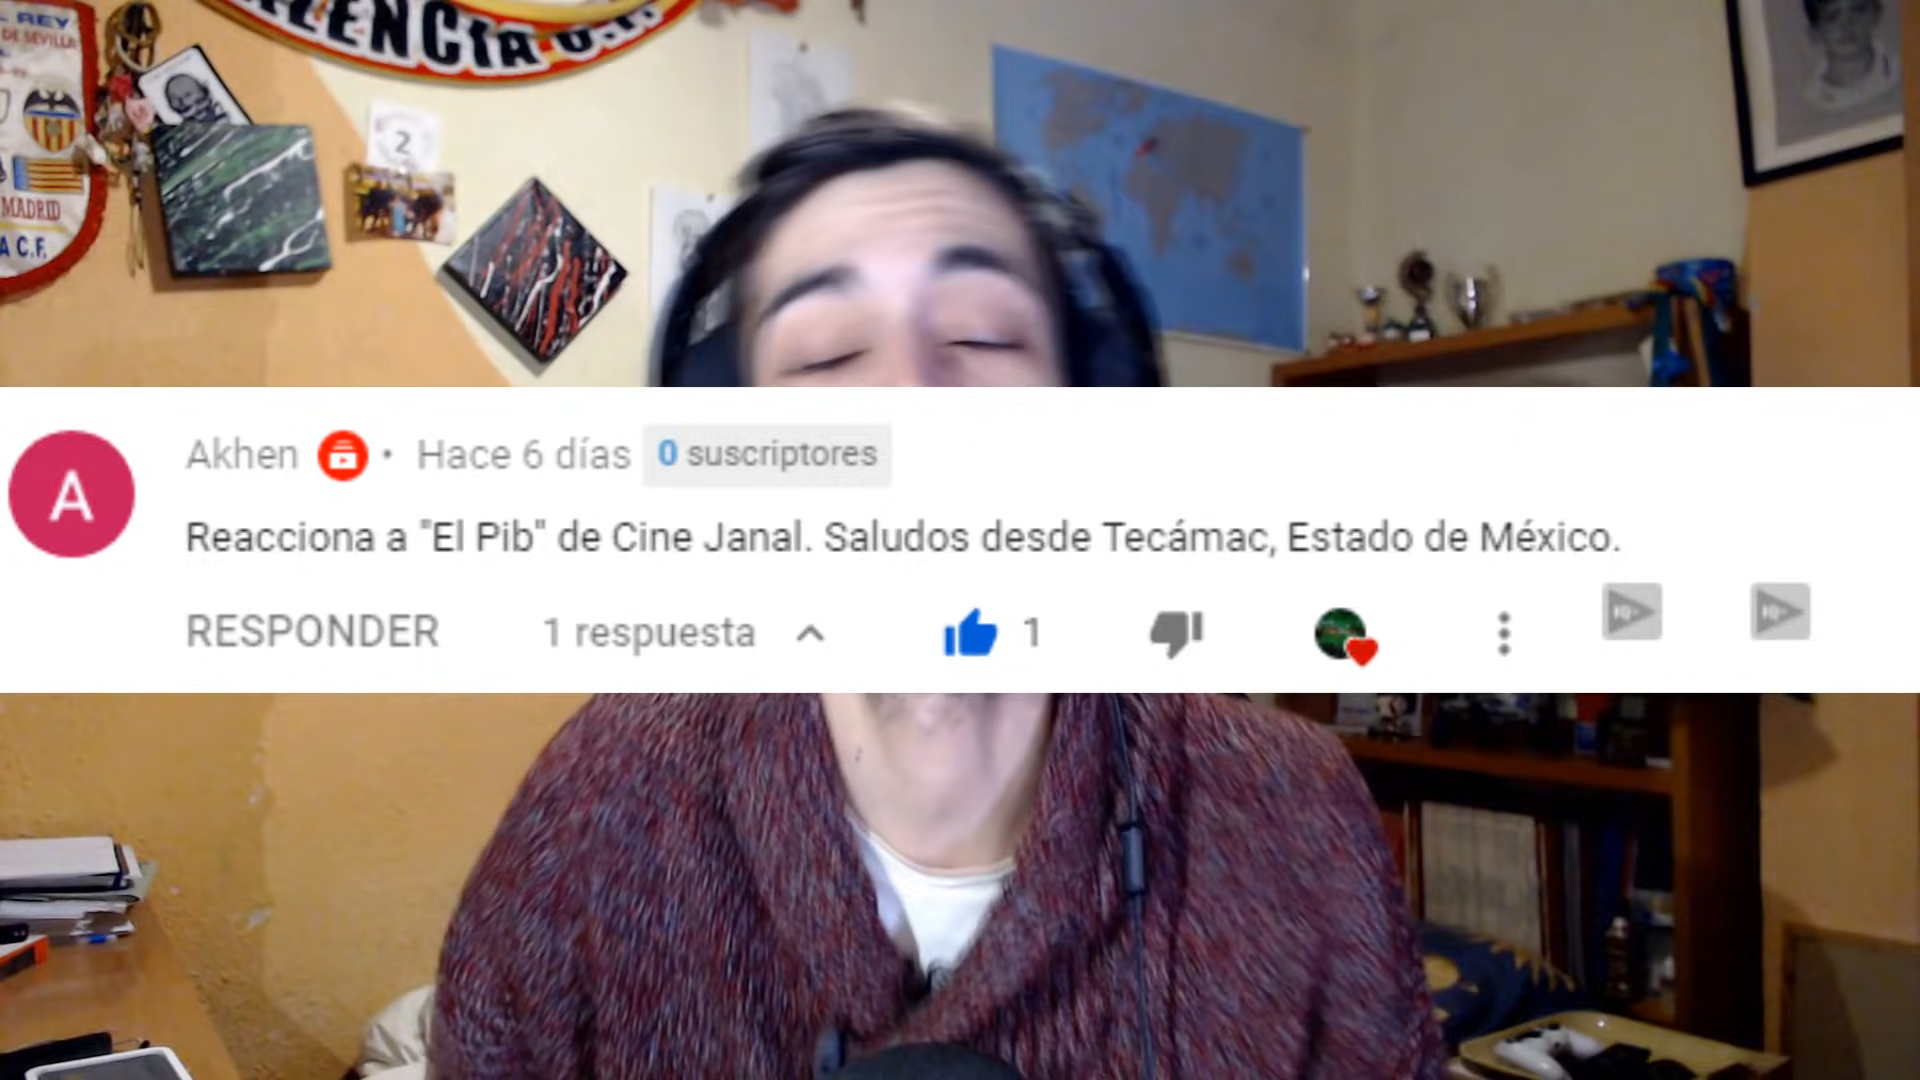 VALENCIA C.F.
L REY
DE SEVILLA
2
MADRID
A C.F.
A
Akhen • Hace 6 días 0 suscriptores
Reacciona a "El Pib" de Cine Janal. Saludos desde Tecámac, Estado de México.
RESPONDER 1 respuesta 1